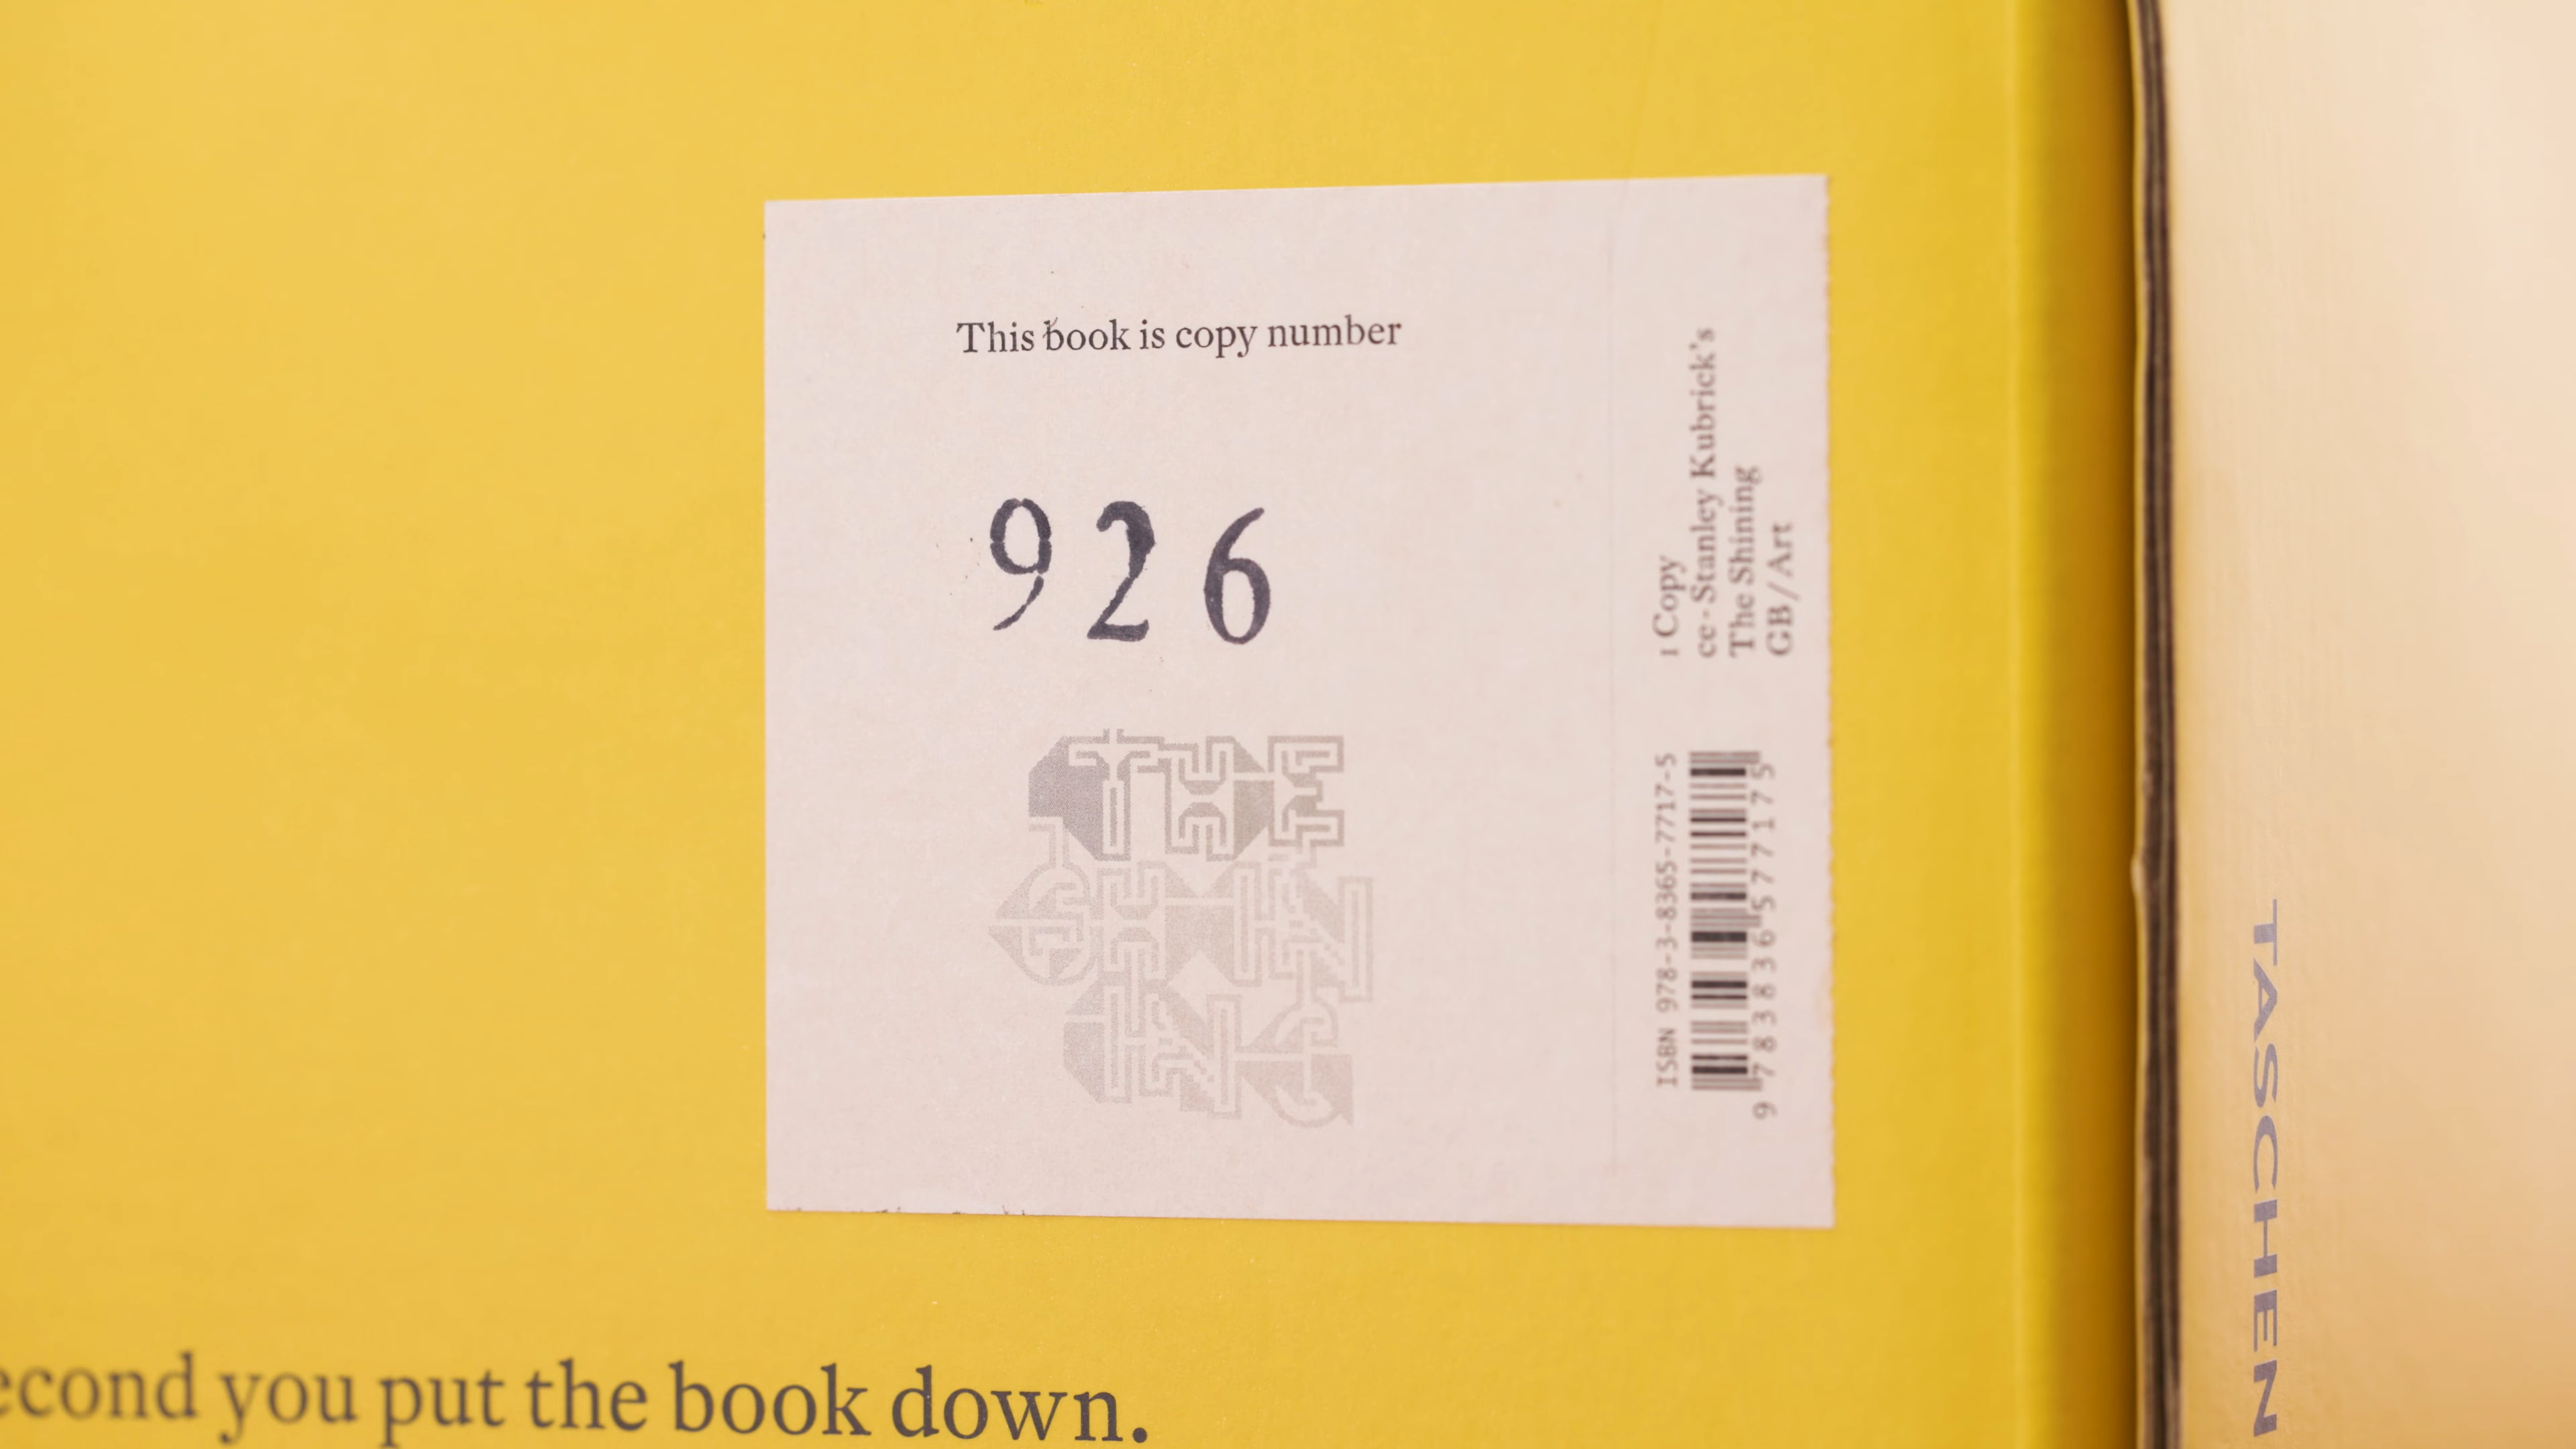 This book is copy number
926
1 Copy
ce-Stanley Kubrick's
The Shining
GB/Art
ISBN 978-3-8365-7717-5
9 783836 577175
you put the book down.
TASCHEN